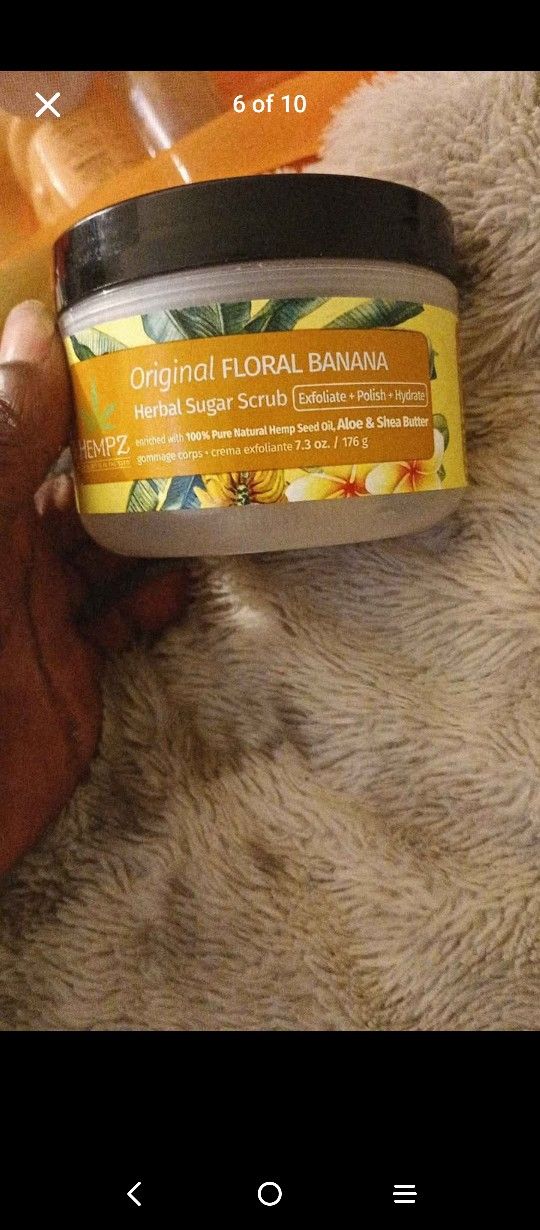 6 of 10
Original FLORAL BANANA
Herbal Sugar Scrub Exfoliate + Polish + Hydrate
HEMPZ
enriched with 100% Pure Natural Hemp Seed Oil, Aloe & Shea Butter
gommage corps • crema exfoliante 7.3 oz. / 176 g